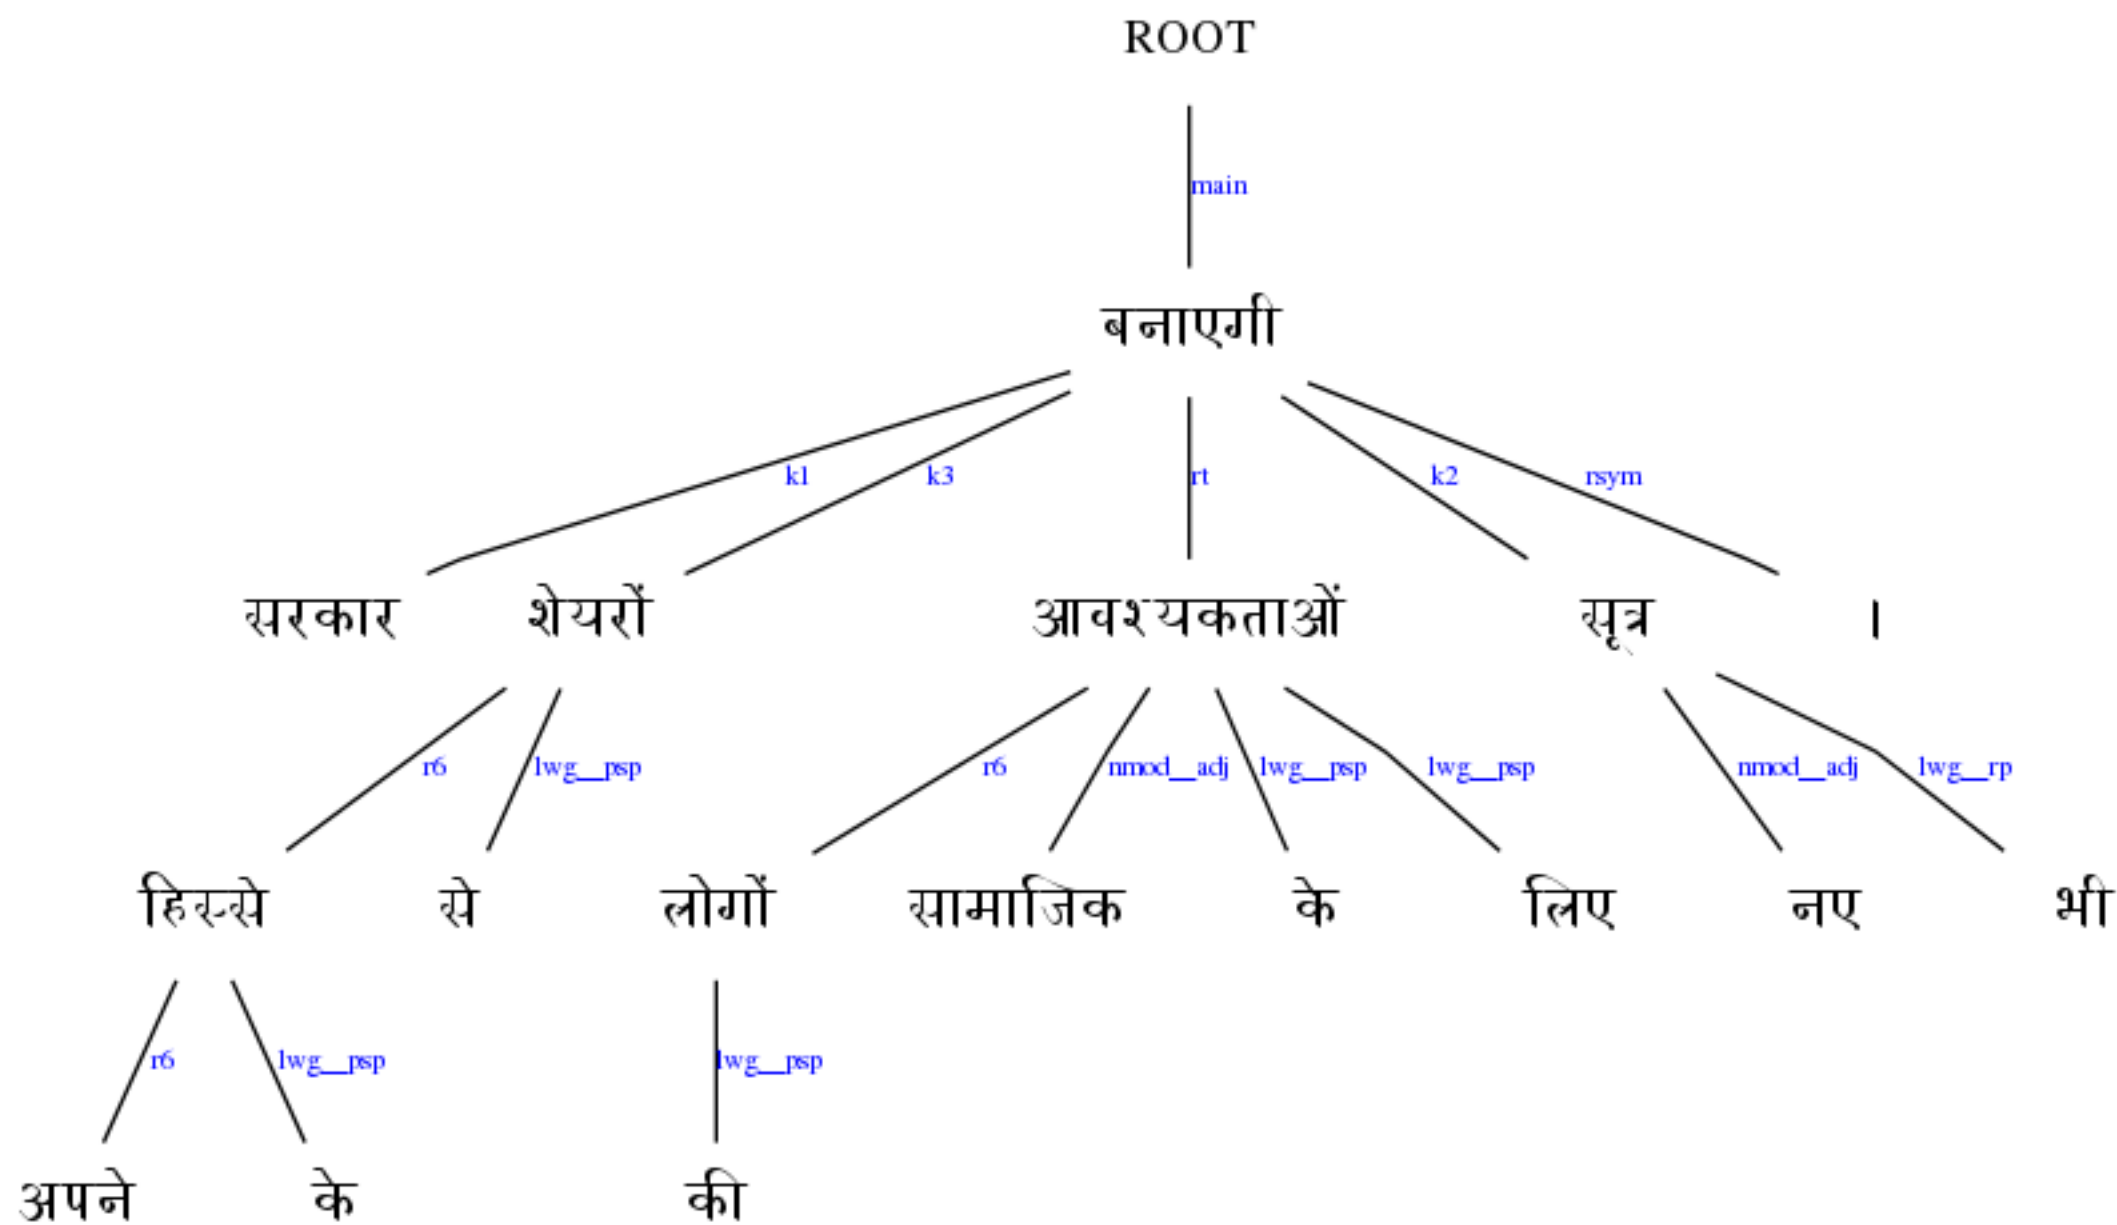 ROOT
main
बनाएगी
k1 k3 rt k2 rsym
सरकार शेयरों आवश्यकताओं सूत्र ।
r6 lwg__psp r6 nmod__adj lwg__psp lwg__psp nmod__adj lwg__rp
हिस्से से लोगों सामाजिक के लिए नए भी
r6 lwg__psp lwg__psp
अपने के की